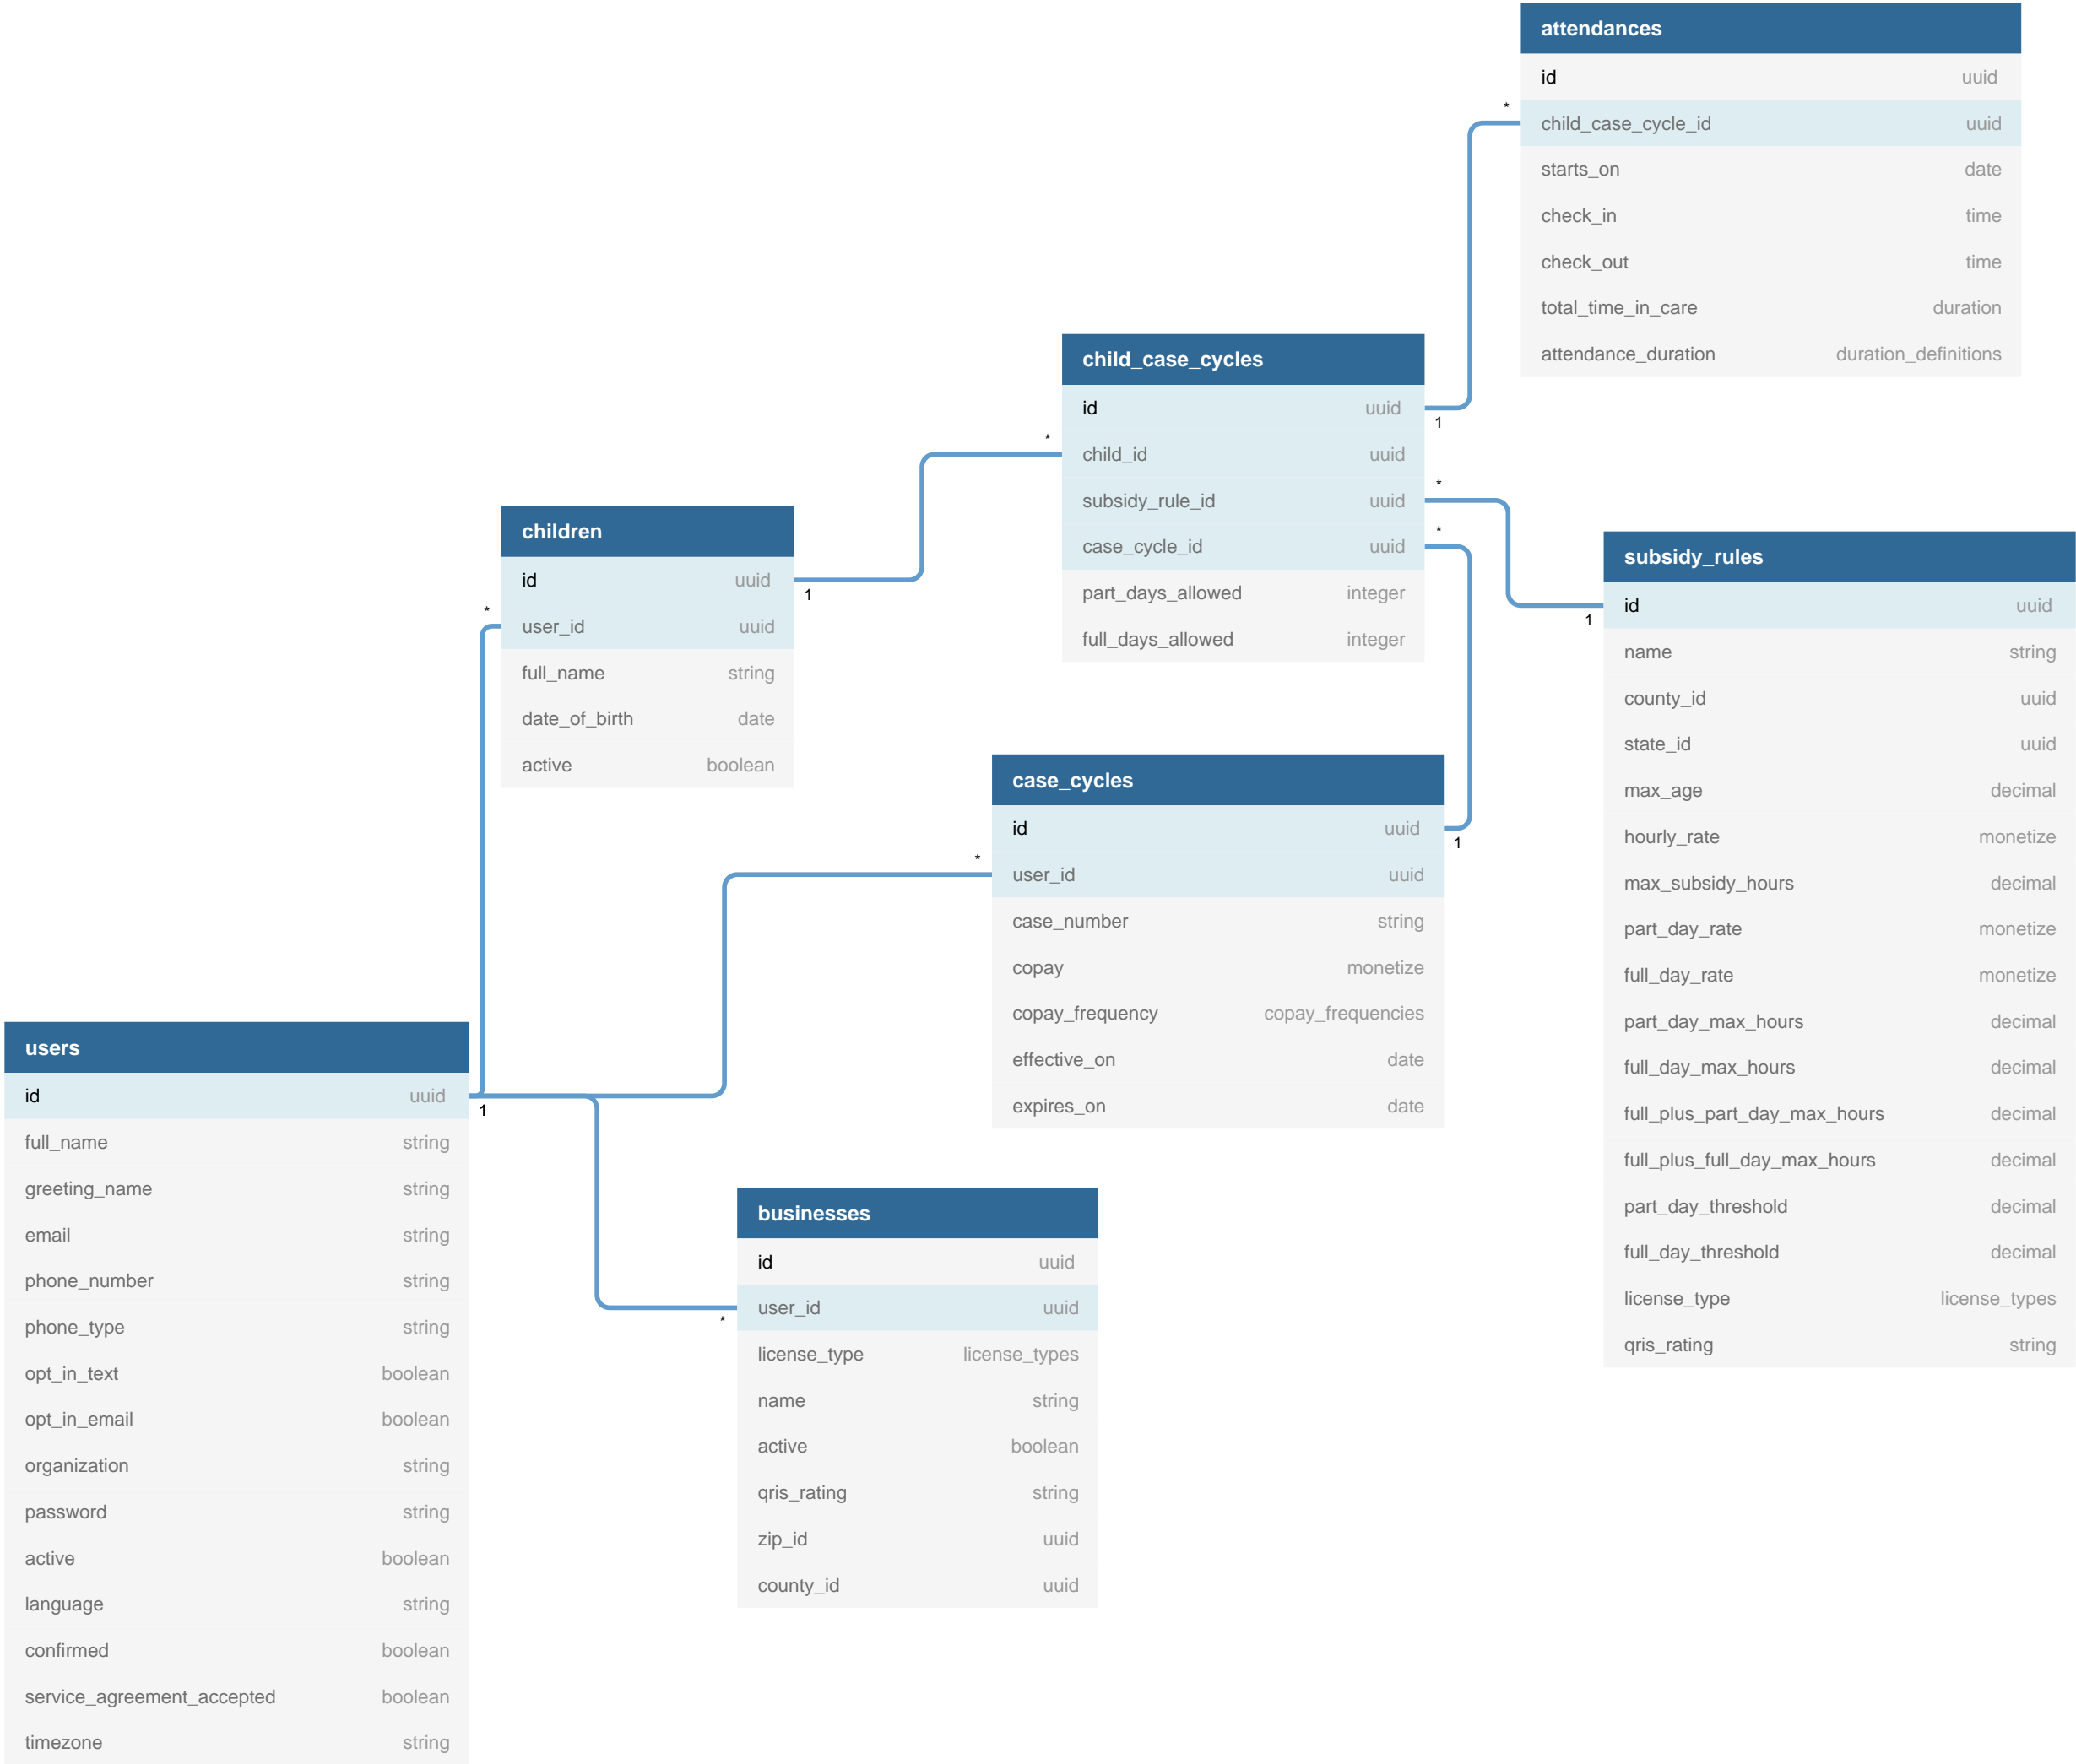 attendances
id uuid
child_case_cycle_id uuid
starts_on date
check_in time
check_out time
total_time_in_care duration
attendance_duration duration_definitions
*
child_case_cycles
id uuid
1
*
child_id uuid
subsidy_rule_id uuid
*
case_cycle_id uuid
*
part_days_allowed integer
full_days_allowed integer
children
id uuid
1
*
user_id uuid
full_name string
date_of_birth date
active boolean
subsidy_rules
id uuid
1
name string
county_id uuid
state_id uuid
max_age decimal
hourly_rate monetize
max_subsidy_hours decimal
part_day_rate monetize
full_day_rate monetize
part_day_max_hours decimal
full_day_max_hours decimal
full_plus_part_day_max_hours decimal
full_plus_full_day_max_hours decimal
part_day_threshold decimal
full_day_threshold decimal
license_type license_types
qris_rating string
case_cycles
id uuid
1
*
user_id uuid
case_number string
copay monetize
copay_frequency copay_frequencies
effective_on date
expires_on date
users
id uuid
1
full_name string
greeting_name string
email string
phone_number string
phone_type string
opt_in_text boolean
opt_in_email boolean
organization string
password string
active boolean
language string
confirmed boolean
service_agreement_accepted boolean
timezone string
businesses
id uuid
user_id uuid
*
license_type license_types
name string
active boolean
qris_rating string
zip_id uuid
county_id uuid